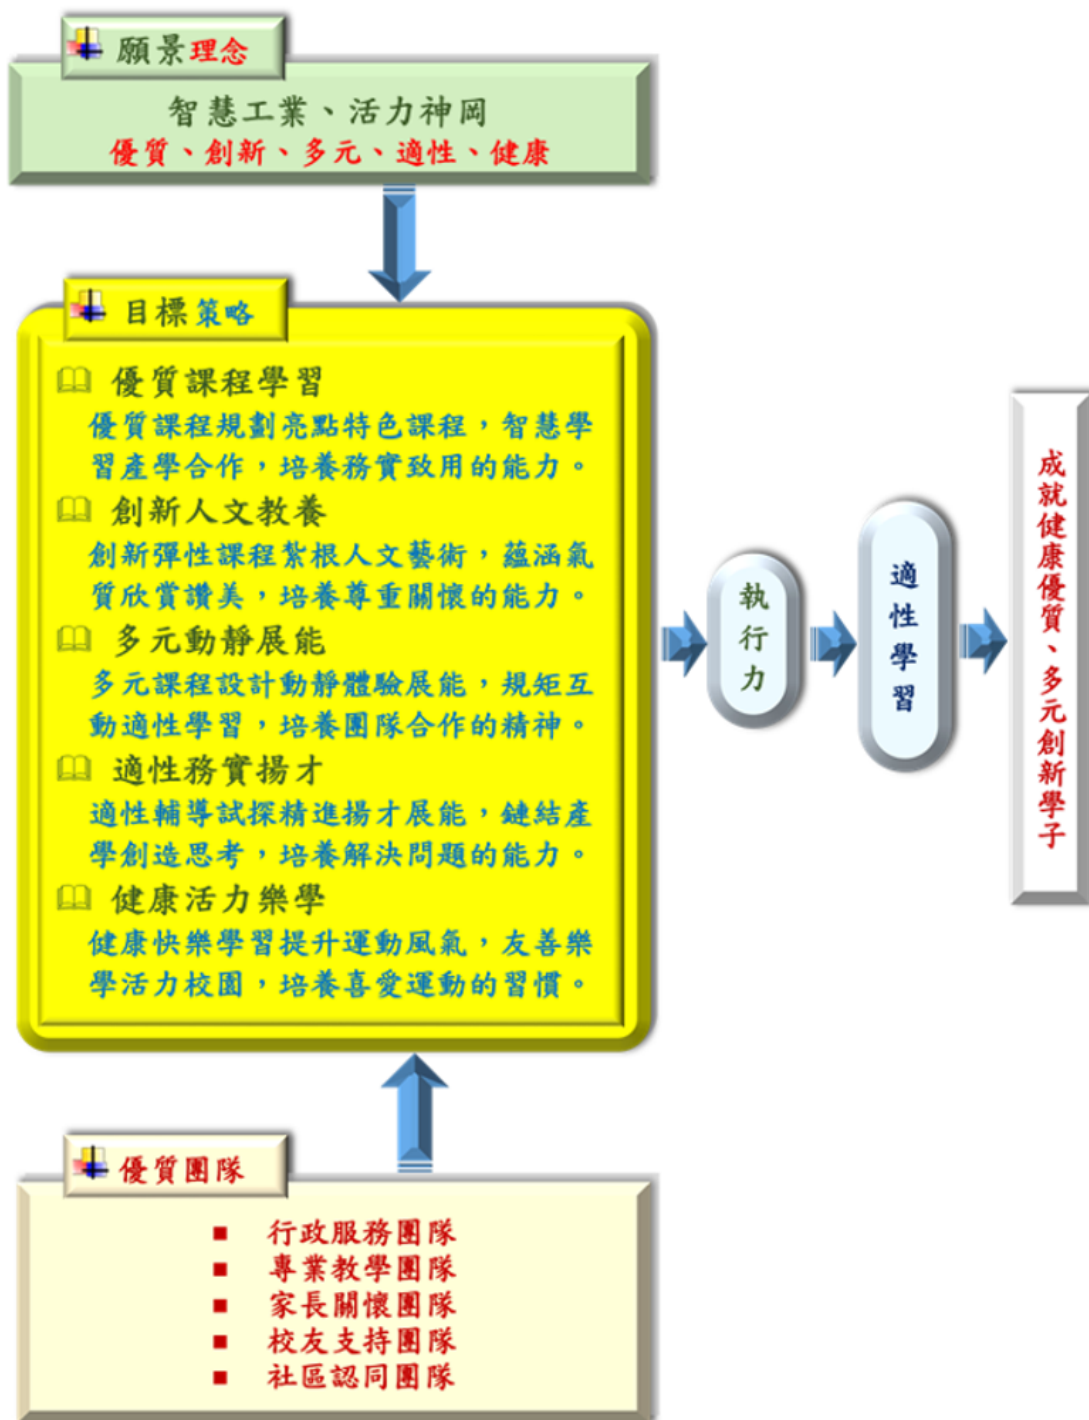 願景理念
智慧工業、活力神岡
優質、創新、多元、適性、健康
目標策略
優質課程學習
優質課程規劃亮點特色課程，智慧學
習產學合作，培養務實致用的能力。
創新人文教養
創新彈性課程紮根人文藝術，蘊涵氣
質欣賞讚美，培養尊重關懷的能力。
多元動靜展能
多元課程設計動靜體驗展能，規矩互
動適性學習，培養團隊合作的精神。
適性務實揚才
適性輔導試探精進揚才展能，鏈結產
學創造思考，培養解決問題的能力。
健康活力樂學
健康快樂學習提升運動風氣，友善樂
學活力校園，培養喜愛運動的習慣。
執行力
適性學習
成就健康優質、多元創新學子
優質團隊
行政服務團隊
專業教學團隊
家長關懷團隊
校友支持團隊
社區認同團隊